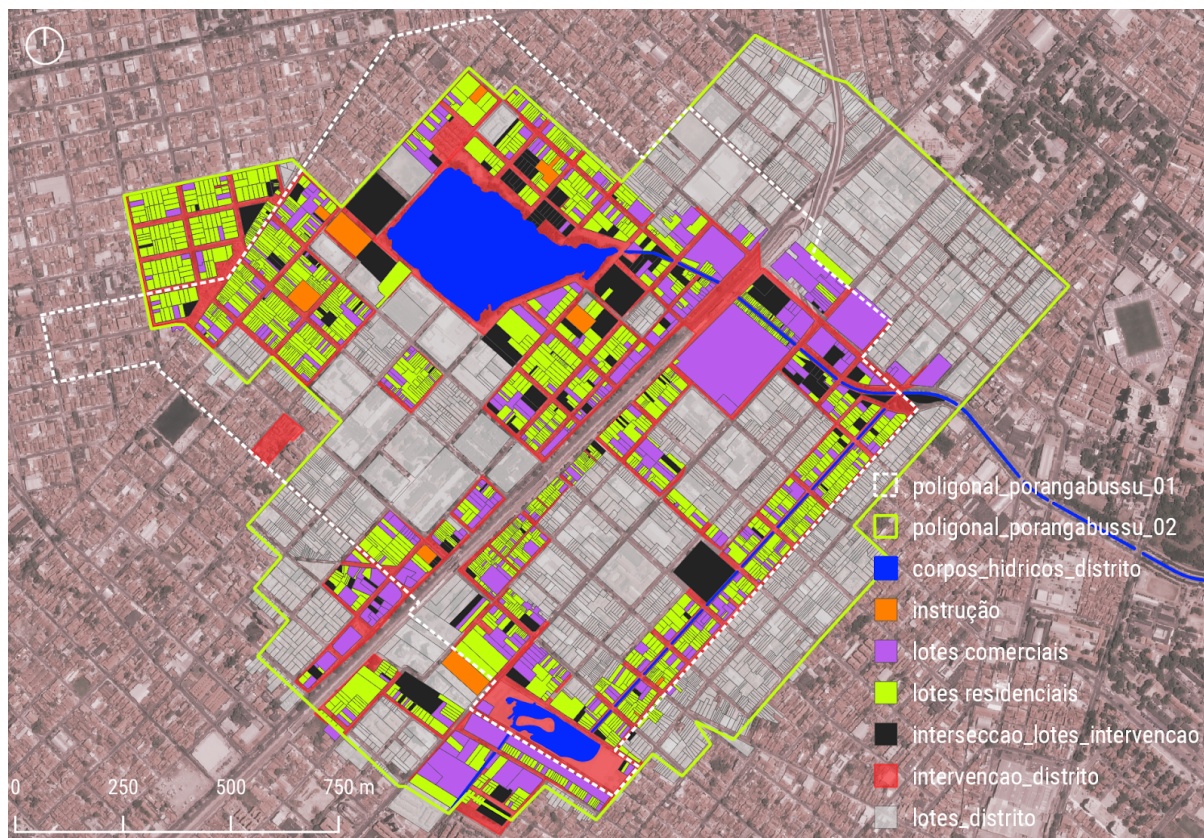 poligonal_porangabussu_01
poligonal_porangabussu_02
corpos_hidricos_distrito
instrução
lotes comerciais
lotes residenciais
interseccao_lotes_intervencao
intervencao_distrito
lotes_distrito
0 250 500 750 m